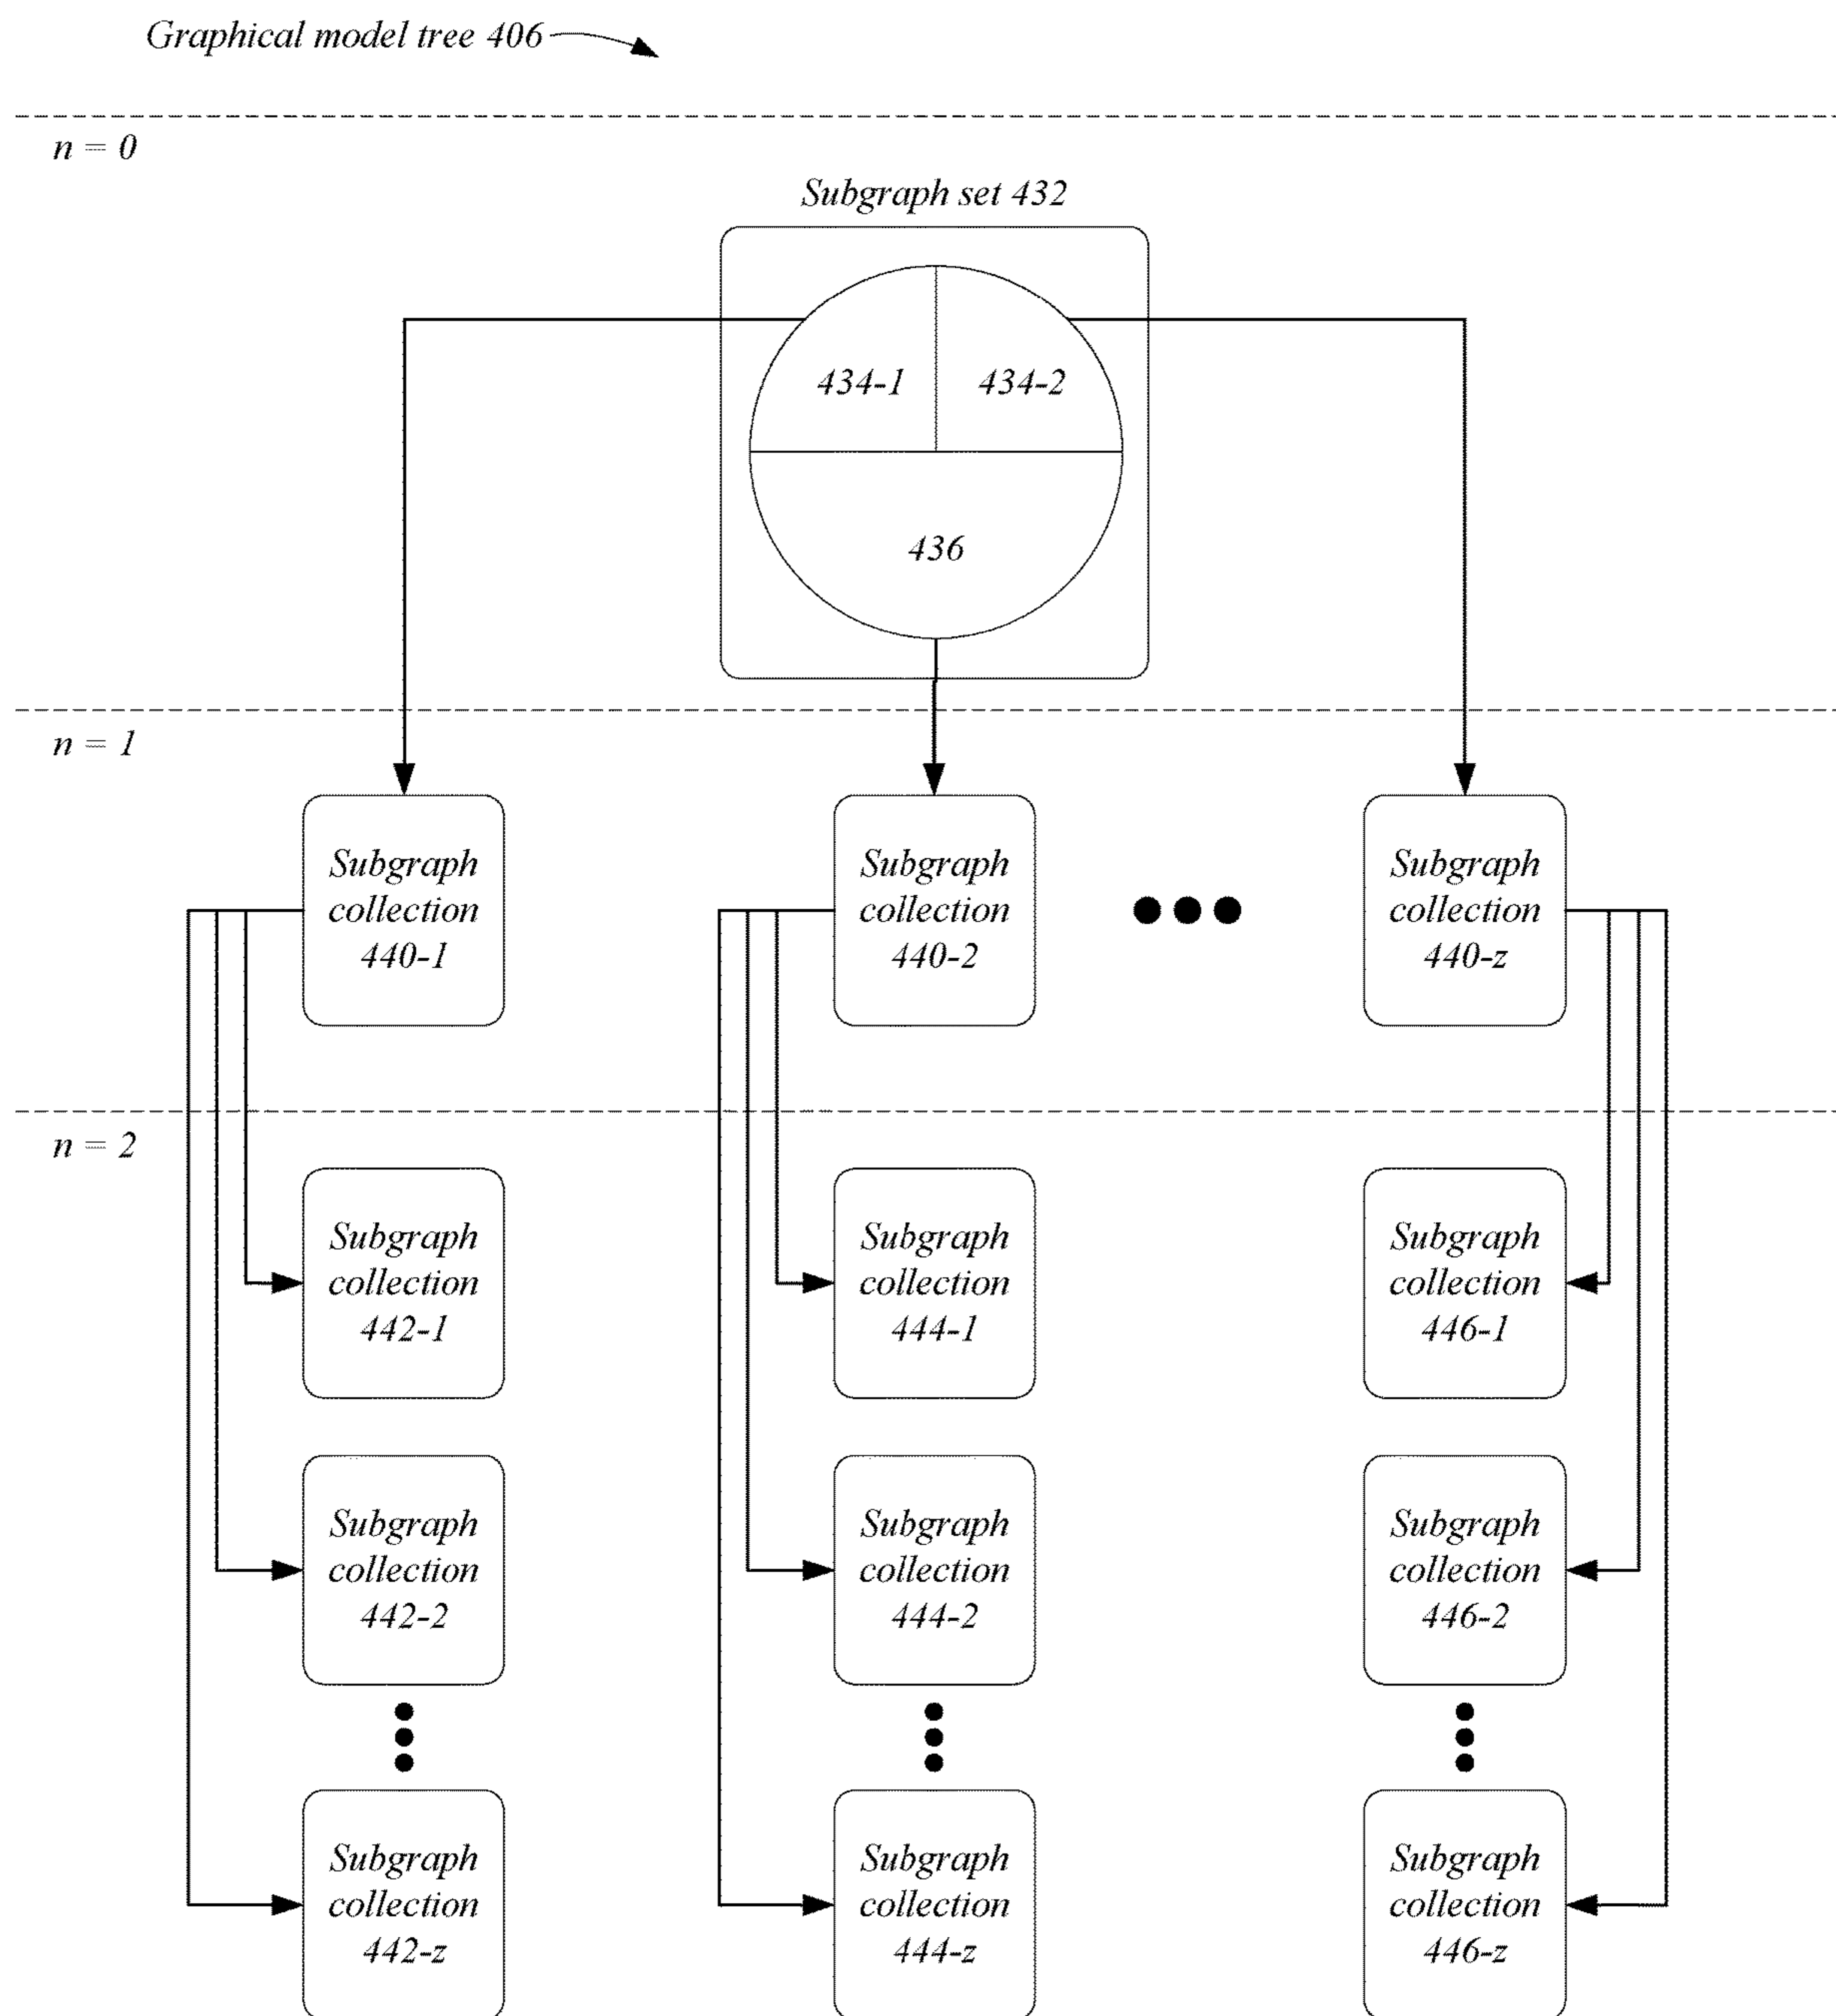 Graphical model tree 406
n = 0
Subgraph set 432
434-1
434-2
436
n = 1
Subgraph
collection
440-1
Subgraph
collection
440-2
Subgraph
collection
440-z
n = 2
Subgraph
collection
442-1
Subgraph
collection
444-1
Subgraph
collection
446-1
Subgraph
collection
442-2
Subgraph
collection
444-2
Subgraph
collection
446-2
Subgraph
collection
442-z
Subgraph
collection
444-z
Subgraph
collection
446-z